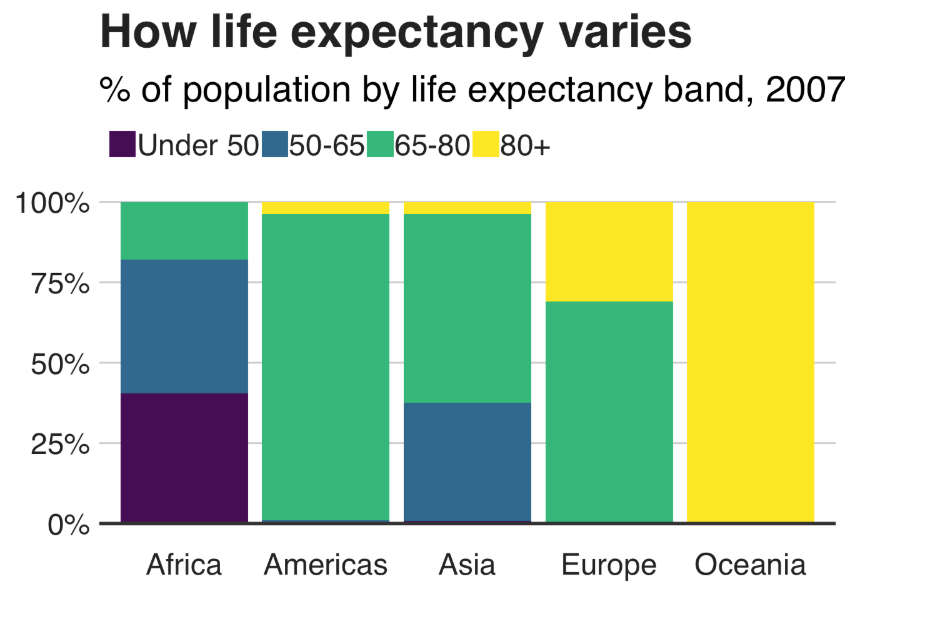 How life expectancy varies
% of population by life expectancy band, 2007
Under 50 50-65 65-80 80+
100%
75%
50%
25%
0%
Africa Americas Asia Europe Oceania